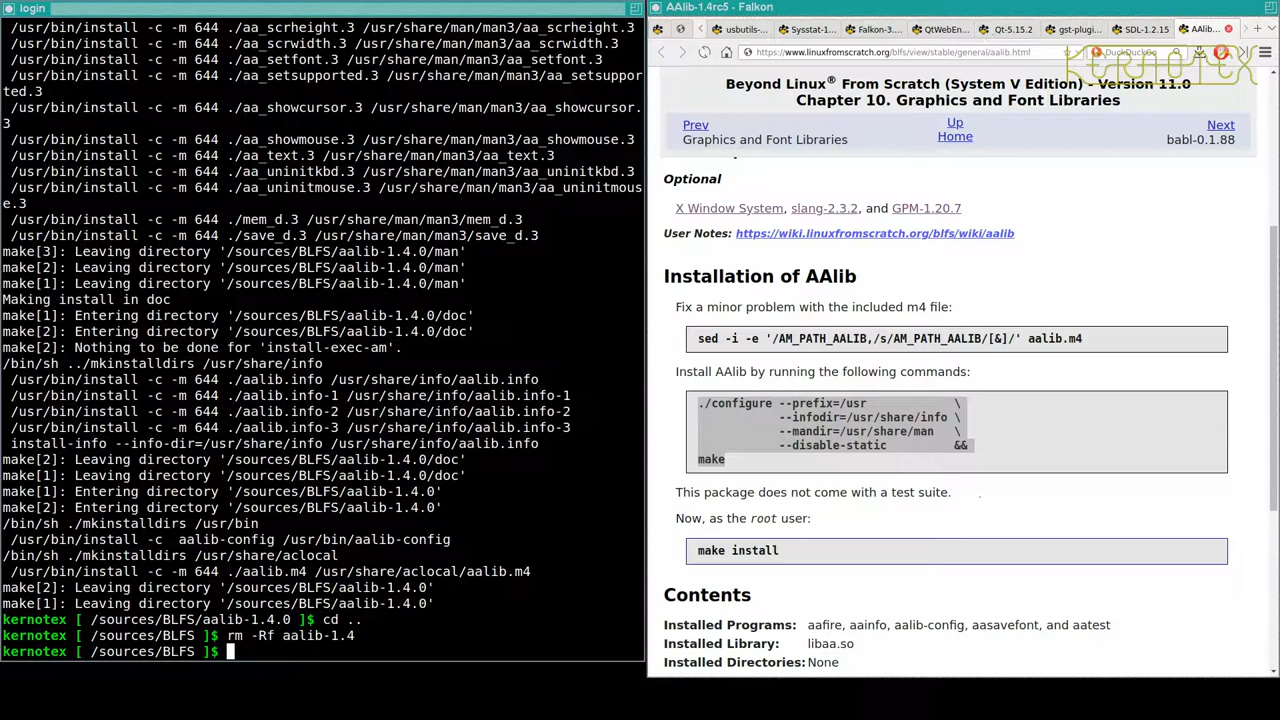 login
/usr/bin/install -c -m 644 ./aa_scrheight.3 /usr/share/man/man3/aa_scrheight.3
/usr/bin/install -c -m 644 ./aa_scrwidth.3 /usr/share/man/man3/aa_scrwidth.3
/usr/bin/install -c -m 644 ./aa_setfont.3 /usr/share/man/man3/aa_setfont.3
/usr/bin/install -c -m 644 ./aa_setsupported.3 /usr/share/man/man3/aa_setsuppor
ted.3
/usr/bin/install -c -m 644 ./aa_showcursor.3 /usr/share/man/man3/aa_showcursor.
3
/usr/bin/install -c -m 644 ./aa_showmouse.3 /usr/share/man/man3/aa_showmouse.3
/usr/bin/install -c -m 644 ./aa_text.3 /usr/share/man/man3/aa_text.3
/usr/bin/install -c -m 644 ./aa_uninitkbd.3 /usr/share/man/man3/aa_uninitkbd.3
/usr/bin/install -c -m 644 ./aa_uninitmouse.3 /usr/share/man/man3/aa_uninitmous
e.3
/usr/bin/install -c -m 644 ./mem_d.3 /usr/share/man/man3/mem_d.3
/usr/bin/install -c -m 644 ./save_d.3 /usr/share/man/man3/save_d.3
make[3]: Leaving directory '/sources/BLFS/aalib-1.4.0/man'
make[2]: Leaving directory '/sources/BLFS/aalib-1.4.0/man'
make[1]: Leaving directory '/sources/BLFS/aalib-1.4.0/man'
Making install in doc
make[1]: Entering directory '/sources/BLFS/aalib-1.4.0/doc'
make[2]: Entering directory '/sources/BLFS/aalib-1.4.0/doc'
make[2]: Nothing to be done for 'install-exec-am'.
/bin/sh ../mkinstalldirs /usr/share/info
/usr/bin/install -c -m 644 ./aalib.info /usr/share/info/aalib.info
/usr/bin/install -c -m 644 ./aalib.info-1 /usr/share/info/aalib.info-1
/usr/bin/install -c -m 644 ./aalib.info-2 /usr/share/info/aalib.info-2
/usr/bin/install -c -m 644 ./aalib.info-3 /usr/share/info/aalib.info-3
install-info --info-dir=/usr/share/info /usr/share/info/aalib.info
make[2]: Leaving directory '/sources/BLFS/aalib-1.4.0/doc'
make[1]: Leaving directory '/sources/BLFS/aalib-1.4.0/doc'
make[1]: Entering directory '/sources/BLFS/aalib-1.4.0'
make[2]: Entering directory '/sources/BLFS/aalib-1.4.0'
/bin/sh ./mkinstalldirs /usr/bin
/usr/bin/install -c  aalib-config /usr/bin/aalib-config
/bin/sh ./mkinstalldirs /usr/share/aclocal
/usr/bin/install -c -m 644 ./aalib.m4 /usr/share/aclocal/aalib.m4
make[2]: Leaving directory '/sources/BLFS/aalib-1.4.0'
make[1]: Leaving directory '/sources/BLFS/aalib-1.4.0'
kernotex [ /sources/BLFS/aalib-1.4.0 ]$ cd ..
kernotex [ /sources/BLFS ]$ rm -Rf aalib-1.4
kernotex [ /sources/BLFS ]$
AAlib-1.4rc5 - Falkon
usbutils- Sysstat-1. Falkon-3. QtWebEn. Qt-5.15.2 gst-plugi. SDL-1.2.15 AAlib-
https://www.linuxfromscratch.org/blfs/view/stable/general/aalib.html DuckDuckGo
KERNOTEX
Beyond Linux® From Scratch (System V Edition) - Version 11.0
Chapter 10. Graphics and Font Libraries
Prev Up Next
Graphics and Font Libraries Home babl-0.1.88
Optional
X Window System, slang-2.3.2, and GPM-1.20.7
User Notes: https://wiki.linuxfromscratch.org/blfs/wiki/aalib
Installation of AAlib
Fix a minor problem with the included m4 file:
sed -i -e '/AM_PATH_AALIB,/s/AM_PATH_AALIB/[&]/' aalib.m4
Install AAlib by running the following commands:
./configure --prefix=/usr \
--infodir=/usr/share/info \
--mandir=/usr/share/man \
--disable-static &&
make
This package does not come with a test suite.
Now, as the root user:
make install
Contents
Installed Programs: aafire, aainfo, aalib-config, aasavefont, and aatest
Installed Library: libaa.so
Installed Directories: None